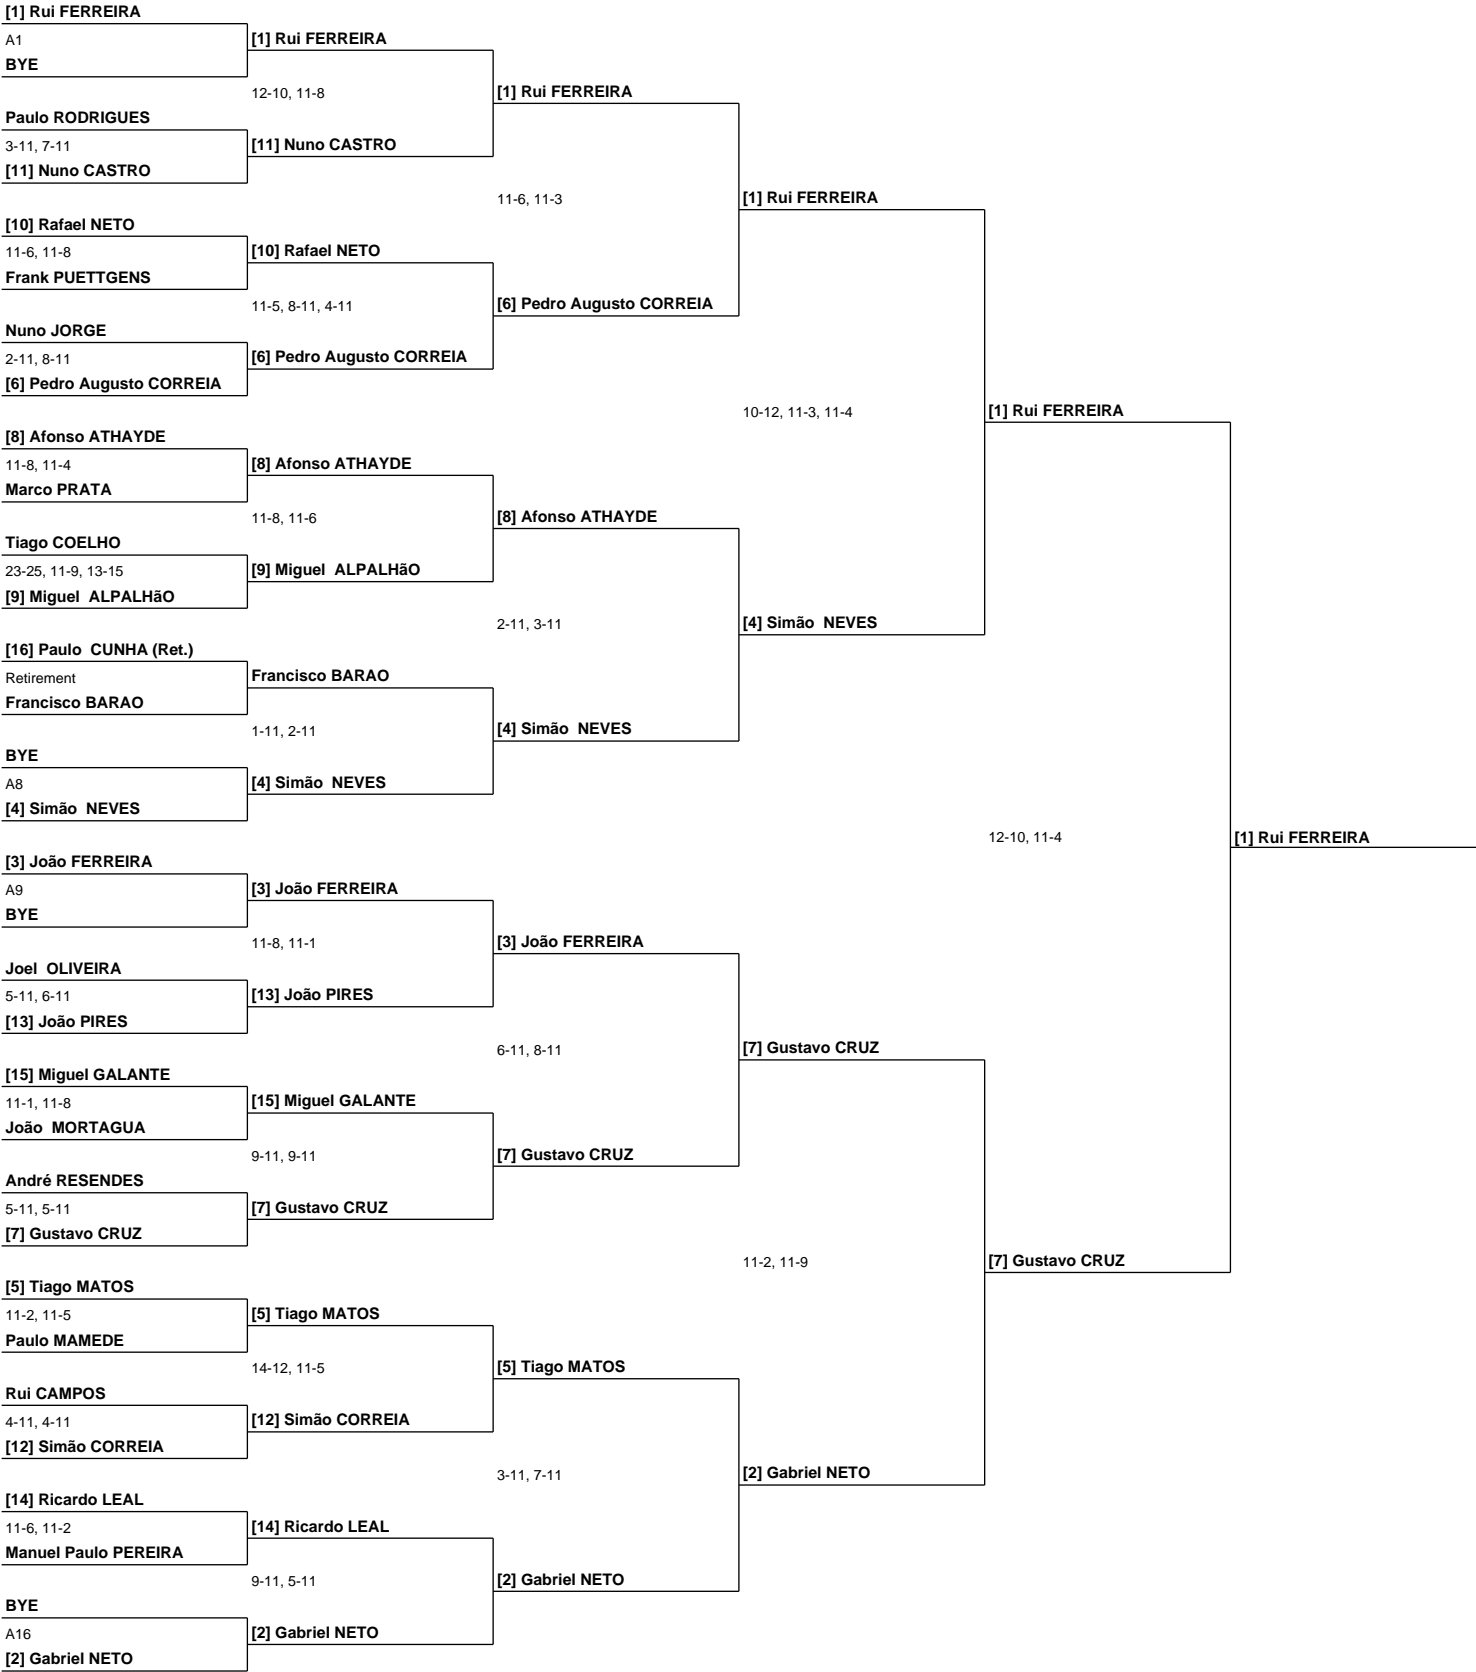 [1] Rui FERREIRA
A1
[1] Rui FERREIRA
BYE
12-10, 11-8
[1] Rui FERREIRA
Paulo RODRIGUES
3-11, 7-11
[11] Nuno CASTRO
[11] Nuno CASTRO
11-6, 11-3
[1] Rui FERREIRA
[10] Rafael NETO
11-6, 11-8
[10] Rafael NETO
Frank PUETTGENS
11-5, 8-11, 4-11
[6] Pedro Augusto CORREIA
Nuno JORGE
2-11, 8-11
[6] Pedro Augusto CORREIA
[6] Pedro Augusto CORREIA
10-12, 11-3, 11-4
[1] Rui FERREIRA
[8] Afonso ATHAYDE
11-8, 11-4
[8] Afonso ATHAYDE
Marco PRATA
11-8, 11-6
[8] Afonso ATHAYDE
Tiago COELHO
23-25, 11-9, 13-15
[9] Miguel  ALPALHãO
[9] Miguel  ALPALHãO
2-11, 3-11
[4] Simão  NEVES
[16] Paulo  CUNHA (Ret.)
Retirement
Francisco BARAO
Francisco BARAO
1-11, 2-11
[4] Simão  NEVES
BYE
A8
[4] Simão  NEVES
[4] Simão  NEVES
12-10, 11-4
[1] Rui FERREIRA
[3] João FERREIRA
A9
[3] João FERREIRA
BYE
11-8, 11-1
[3] João FERREIRA
Joel  OLIVEIRA
5-11, 6-11
[13] João PIRES
[13] João PIRES
6-11, 8-11
[7] Gustavo CRUZ
[15] Miguel GALANTE
11-1, 11-8
[15] Miguel GALANTE
João  MORTAGUA
9-11, 9-11
[7] Gustavo CRUZ
André RESENDES
5-11, 5-11
[7] Gustavo CRUZ
[7] Gustavo CRUZ
11-2, 11-9
[7] Gustavo CRUZ
[5] Tiago MATOS
11-2, 11-5
[5] Tiago MATOS
Paulo MAMEDE
14-12, 11-5
[5] Tiago MATOS
Rui CAMPOS
4-11, 4-11
[12] Simão CORREIA
[12] Simão CORREIA
3-11, 7-11
[2] Gabriel NETO
[14] Ricardo LEAL
11-6, 11-2
[14] Ricardo LEAL
Manuel Paulo PEREIRA
9-11, 5-11
[2] Gabriel NETO
BYE
A16
[2] Gabriel NETO
[2] Gabriel NETO